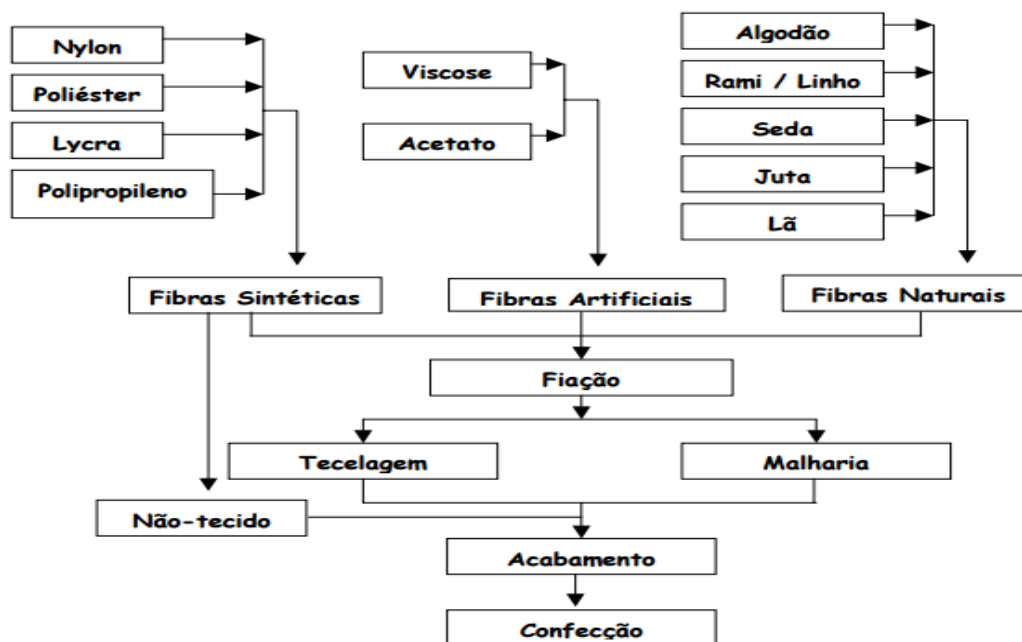 Nylon
Poliéster
Lycra
Polipropileno
Viscose
Acetato
Algodão
Rami / Linho
Seda
Juta
Lã
Fibras Sintéticas
Fibras Artificiais
Fibras Naturais
Fiação
Tecelagem
Malharia
Não-tecido
Acabamento
Confecção